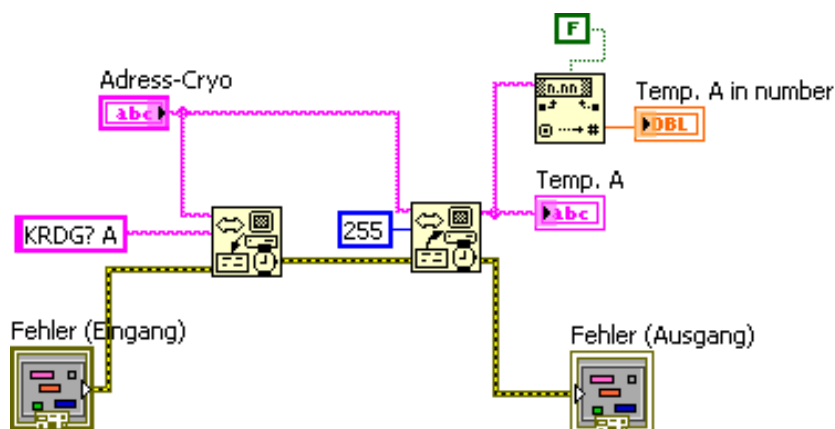 F
n.nn
Adress-Cryo
abc
Temp. A in number
DBL
Temp. A
abc
KRDG? A
255
Fehler (Eingang)
Fehler (Ausgang)